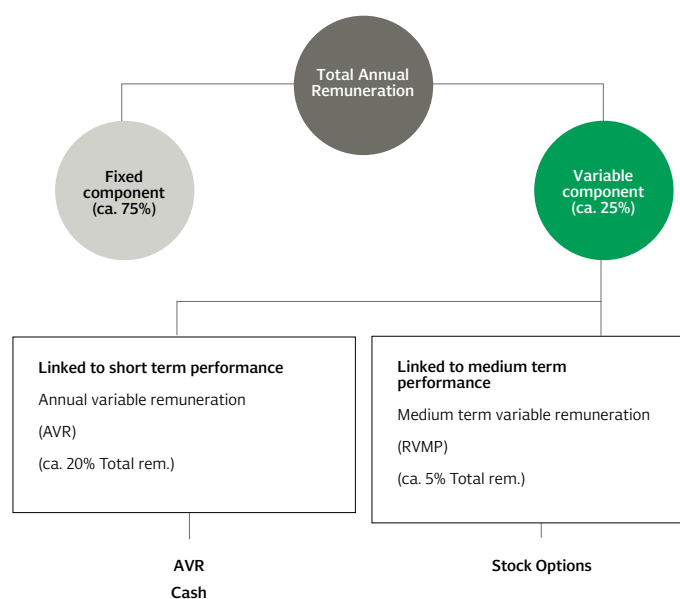 Total Annual
Remuneration
Fixed
component
(ca. 75%)
Variable
component
(ca. 25%)
Linked to short term performance
Annual variable remuneration
(AVR)
(ca. 20% Total rem.)
Linked to medium term
performance
Medium term variable remuneration
(RVMP)
(ca. 5% Total rem.)
AVR
Cash
Stock Options